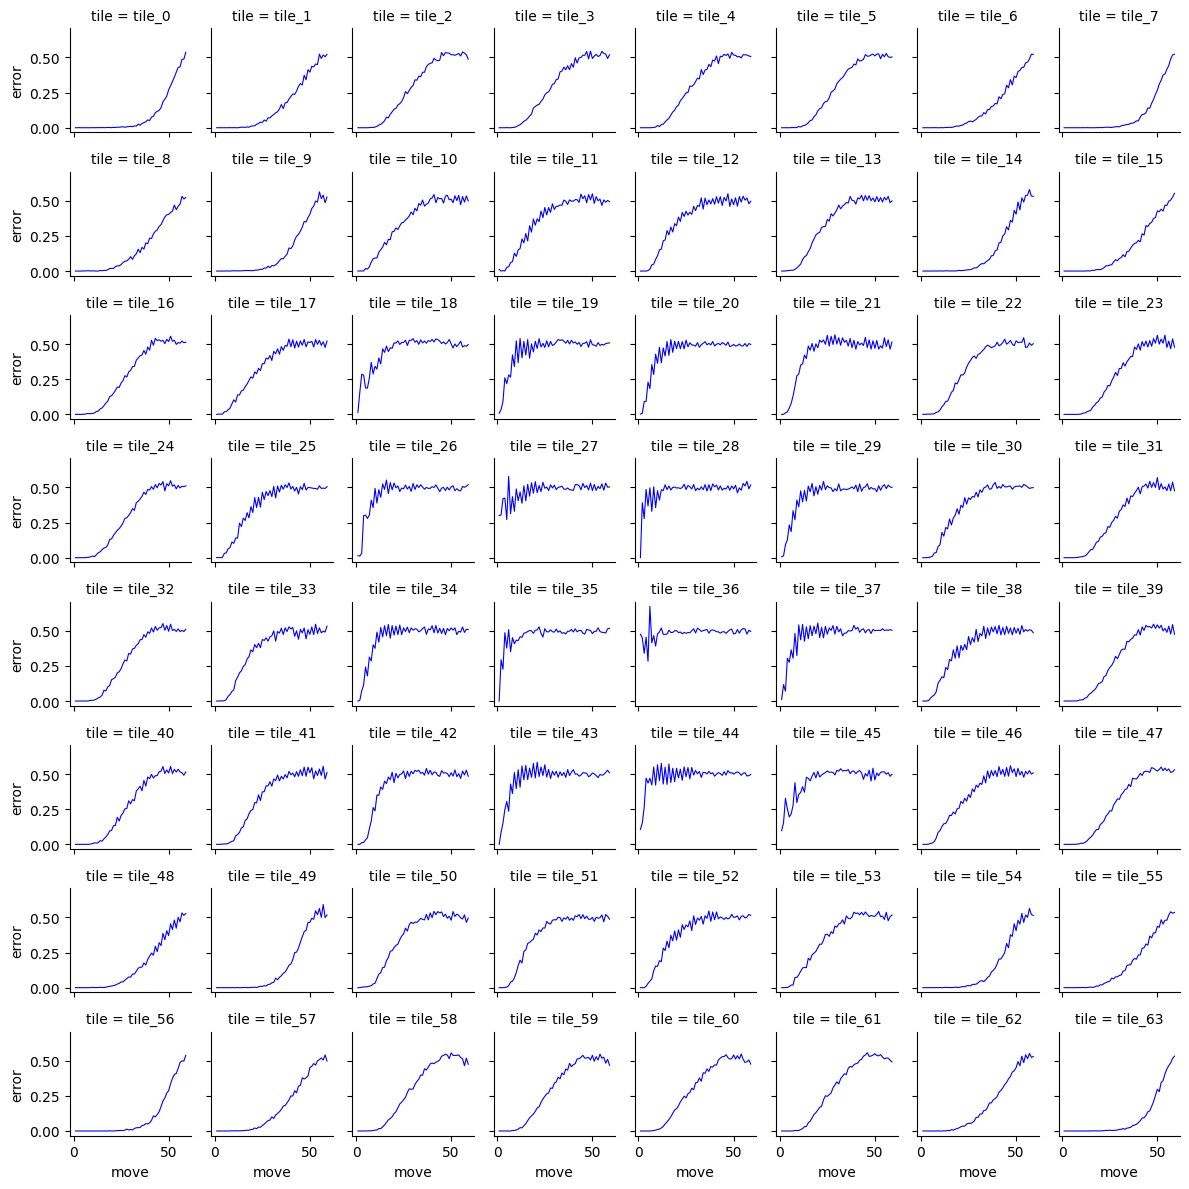 tile = tile_0 tile = tile_1 tile = tile_2 tile = tile_3 tile = tile_4 tile = tile_5 tile = tile_6 tile = tile_7
0.50
error
0.25
0.00
tile = tile_8 tile = tile_9 tile = tile_10 tile = tile_11 tile = tile_12 tile = tile_13 tile = tile_14 tile = tile_15
0.50
error
0.25
0.00
tile = tile_16 tile = tile_17 tile = tile_18 tile = tile_19 tile = tile_20 tile = tile_21 tile = tile_22 tile = tile_23
0.50
error
0.25
0.00
tile = tile_24 tile = tile_25 tile = tile_26 tile = tile_27 tile = tile_28 tile = tile_29 tile = tile_30 tile = tile_31
0.50
error
0.25
0.00
tile = tile_32 tile = tile_33 tile = tile_34 tile = tile_35 tile = tile_36 tile = tile_37 tile = tile_38 tile = tile_39
0.50
error
0.25
0.00
tile = tile_40 tile = tile_41 tile = tile_42 tile = tile_43 tile = tile_44 tile = tile_45 tile = tile_46 tile = tile_47
0.50
error
0.25
0.00
tile = tile_48 tile = tile_49 tile = tile_50 tile = tile_51 tile = tile_52 tile = tile_53 tile = tile_54 tile = tile_55
0.50
error
0.25
0.00
tile = tile_56 tile = tile_57 tile = tile_58 tile = tile_59 tile = tile_60 tile = tile_61 tile = tile_62 tile = tile_63
0.50
error
0.25
0.00
0 50 0 50 0 50 0 50 0 50 0 50 0 50 0 50
move move move move move move move move